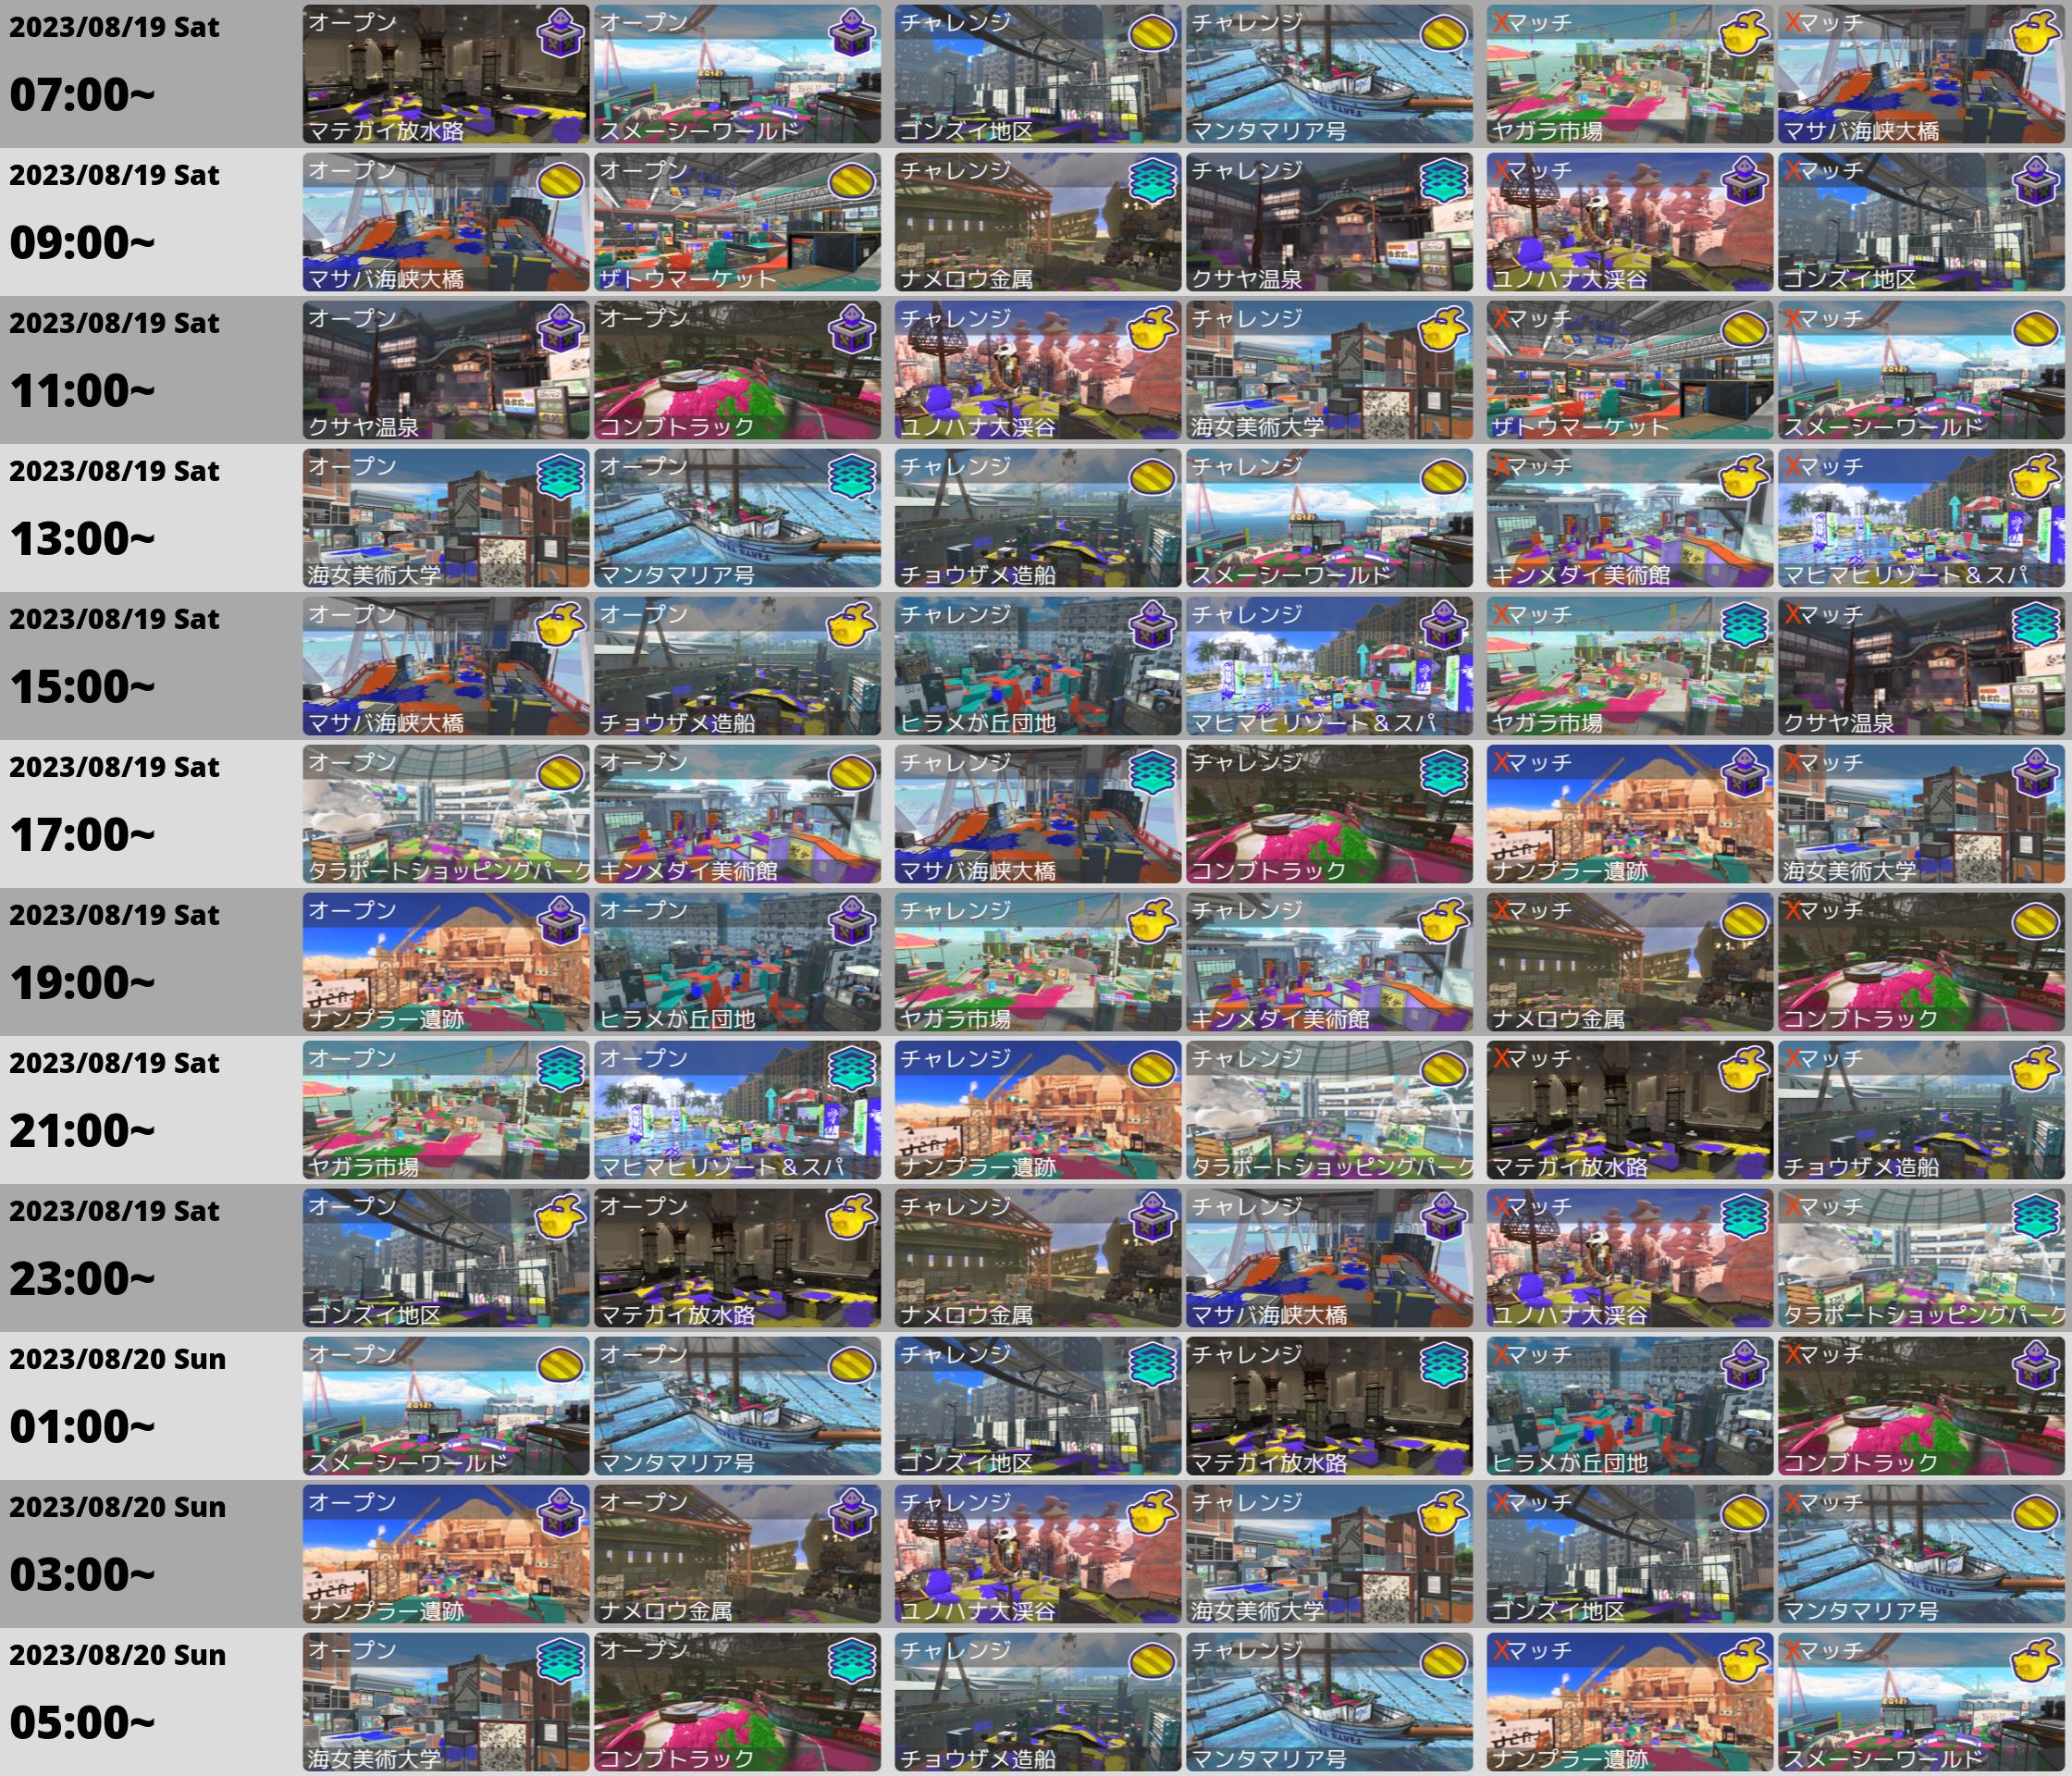 2023/08/19 Sat
07:00~
オープン オープン チャレンジ チャレンジ Xマッチ Xマッチ
マテガイ放水路 スメーシーワールド ゴンズイ地区 マンタマリア号 ヤガラ市場 マサバ海峡大橋
2023/08/19 Sat
09:00~
オープン オープン チャレンジ チャレンジ Xマッチ Xマッチ
マサバ海峡大橋 ザトウマーケット ナメロウ金属 クサヤ温泉 ユノハナ大渓谷 ゴンズイ地区
2023/08/19 Sat
11:00~
オープン オープン チャレンジ チャレンジ Xマッチ Xマッチ
クサヤ温泉 コンブトラック ユノハナ大渓谷 海女美術大学 ザトウマーケット スメーシーワールド
2023/08/19 Sat
13:00~
オープン オープン チャレンジ チャレンジ Xマッチ Xマッチ
海女美術大学 マンタマリア号 チョウザメ造船 スメーシーワールド キンメダイ美術館 マヒマヒリゾート＆スパ
2023/08/19 Sat
15:00~
オープン オープン チャレンジ チャレンジ Xマッチ Xマッチ
マサバ海峡大橋 チョウザメ造船 ヒラメが丘団地 マヒマヒリゾート＆スパ ヤガラ市場 クサヤ温泉
2023/08/19 Sat
17:00~
オープン オープン チャレンジ チャレンジ Xマッチ Xマッチ
タラポートショッピングパーク キンメダイ美術館 マサバ海峡大橋 コンブトラック ナンプラー遺跡 海女美術大学
2023/08/19 Sat
19:00~
オープン オープン チャレンジ チャレンジ Xマッチ Xマッチ
ナンプラー遺跡 ヒラメが丘団地 ヤガラ市場 キンメダイ美術館 ナメロウ金属 コンブトラック
2023/08/19 Sat
21:00~
オープン オープン チャレンジ チャレンジ Xマッチ Xマッチ
ヤガラ市場 マヒマヒリゾート＆スパ ナンプラー遺跡 タラポートショッピングパーク マテガイ放水路 チョウザメ造船
2023/08/19 Sat
23:00~
オープン オープン チャレンジ チャレンジ Xマッチ Xマッチ
ゴンズイ地区 マテガイ放水路 ナメロウ金属 マサバ海峡大橋 ユノハナ大渓谷 タラポートショッピングパーク
2023/08/20 Sun
01:00~
オープン オープン チャレンジ チャレンジ Xマッチ Xマッチ
スメーシーワールド マンタマリア号 ゴンズイ地区 マテガイ放水路 ヒラメが丘団地 コンブトラック
2023/08/20 Sun
03:00~
オープン オープン チャレンジ チャレンジ Xマッチ Xマッチ
ナンプラー遺跡 ナメロウ金属 ユノハナ大渓谷 海女美術大学 ゴンズイ地区 マンタマリア号
2023/08/20 Sun
05:00~
オープン オープン チャレンジ チャレンジ Xマッチ Xマッチ
海女美術大学 コンブトラック チョウザメ造船 マンタマリア号 ナンプラー遺跡 スメーシーワールド